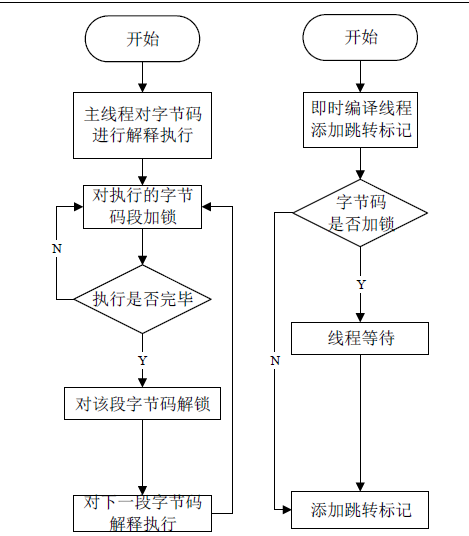 开始
主线程对字节码
进行解释执行
对执行的字节
码段加锁
N
执行是否完毕
Y
对该段字节码解锁
对下一段字节码
解释执行
开始
即时编译线程
添加跳转标记
字节码
是否加锁
Y
线程等待
N
添加跳转标记